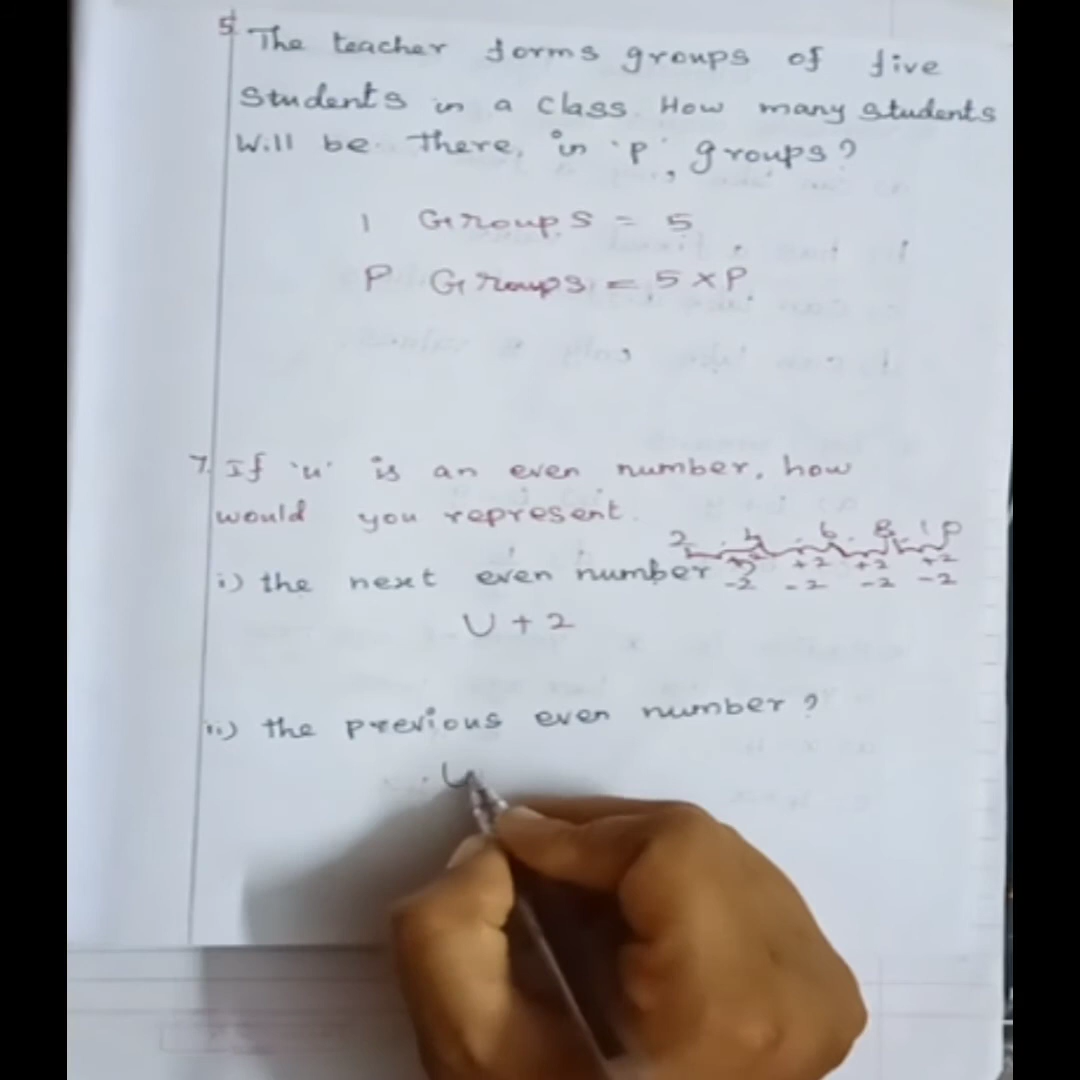 5 The teacher forms groups of five
students in a class. How many students
Will be there, in 'p', groups?
1 Groups = 5
P Groups = 5 × P.
7. If 'u' is an even number, how
would you represent.
2 4 6 8 10
i) the next even number +2 +2 +2 +2
-2 -2 -2 -2
U + 2
ii) the previous even number?
U